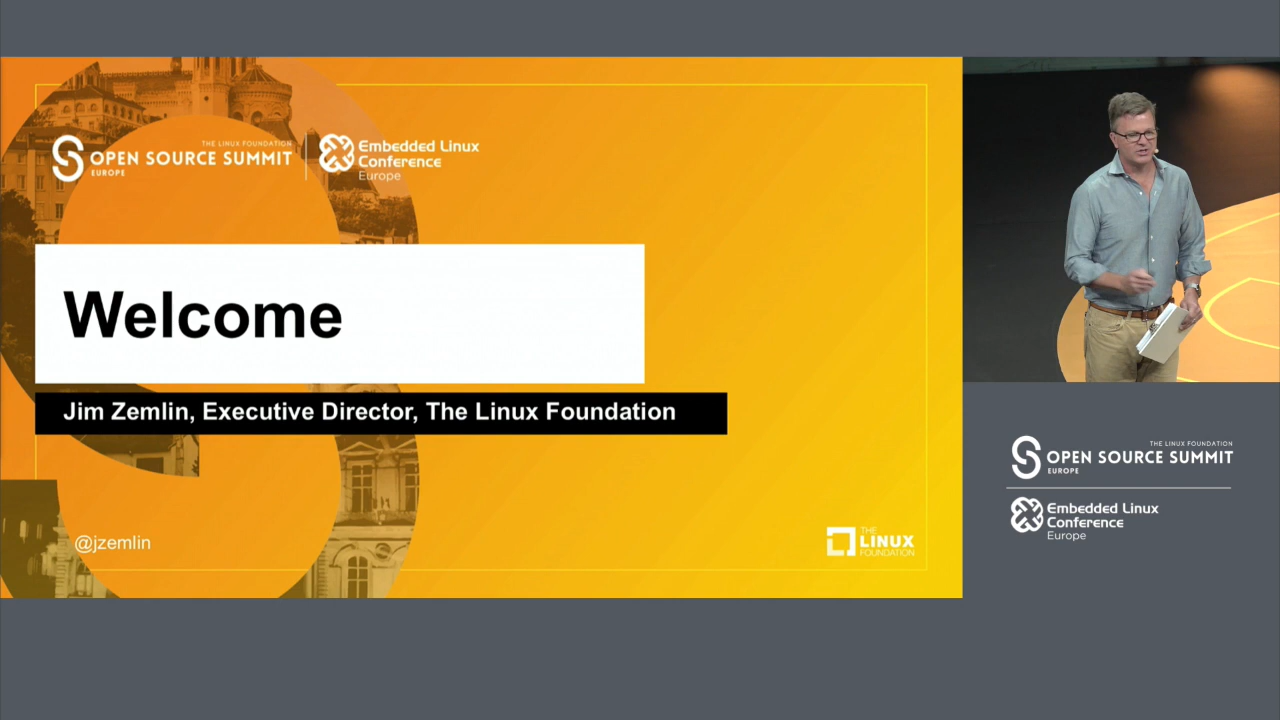 THE LINUX FOUNDATION
OPEN SOURCE SUMMIT
EUROPE
Embedded Linux
Conference
Europe
Welcome
Jim Zemlin, Executive Director, The Linux Foundation
@jzemlin
THE
LINUX
FOUNDATION
THE LINUX FOUNDATION
OPEN SOURCE SUMMIT
EUROPE
Embedded Linux
Conference
Europe